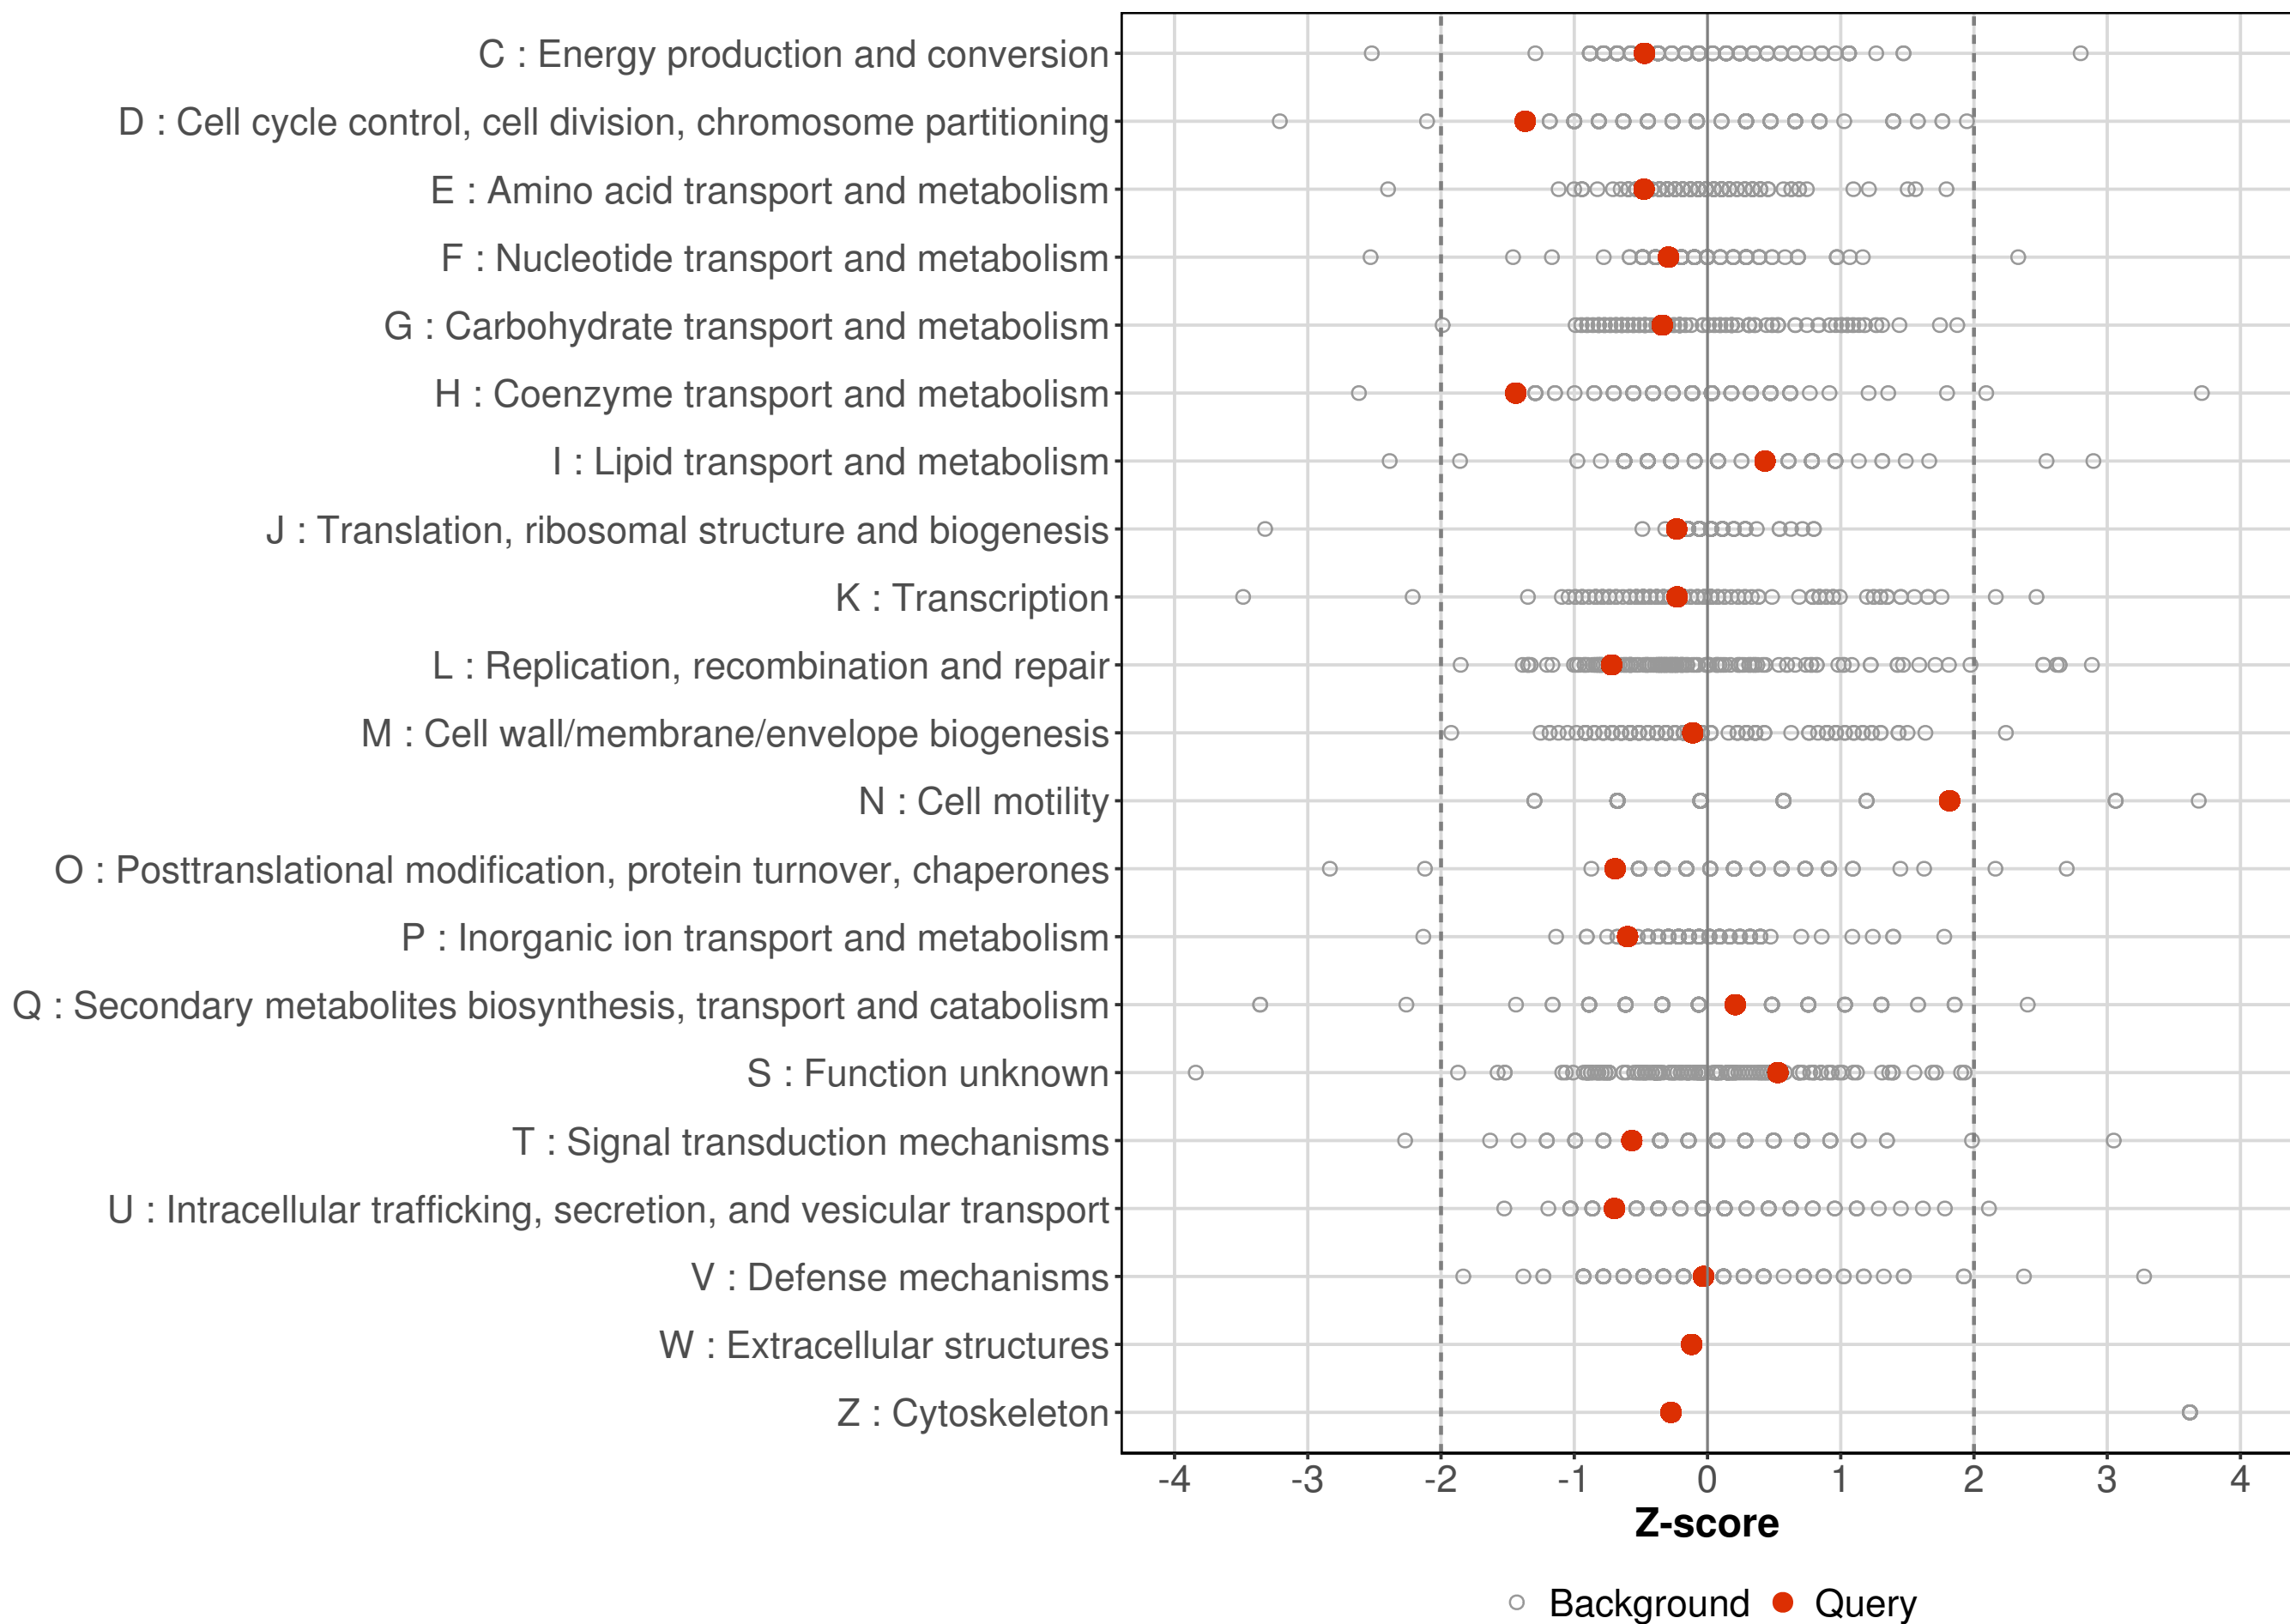 C : Energy production and conversion
D : Cell cycle control, cell division, chromosome partitioning
E : Amino acid transport and metabolism
F : Nucleotide transport and metabolism
G : Carbohydrate transport and metabolism
H : Coenzyme transport and metabolism
I : Lipid transport and metabolism
J : Translation, ribosomal structure and biogenesis
K : Transcription
L : Replication, recombination and repair
M : Cell wall/membrane/envelope biogenesis
N : Cell motility
O : Posttranslational modification, protein turnover, chaperones
P : Inorganic ion transport and metabolism
Q : Secondary metabolites biosynthesis, transport and catabolism
S : Function unknown
T : Signal transduction mechanisms
U : Intracellular trafficking, secretion, and vesicular transport
V : Defense mechanisms
W : Extracellular structures
Z : Cytoskeleton
-4 -3 -2 -1 0 1 2 3 4
Z-score
Background Query